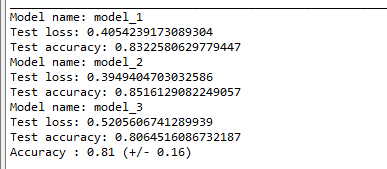 Model name: model_1
Test loss: 0.4054239173089304
Test accuracy: 0.8322580629779447
Model name: model_2
Test loss: 0.3949404703032586
Test accuracy: 0.8516129082249057
Model name: model_3
Test loss: 0.5205606741289939
Test accuracy: 0.8064516086732187
Accuracy : 0.81 (+/- 0.16)